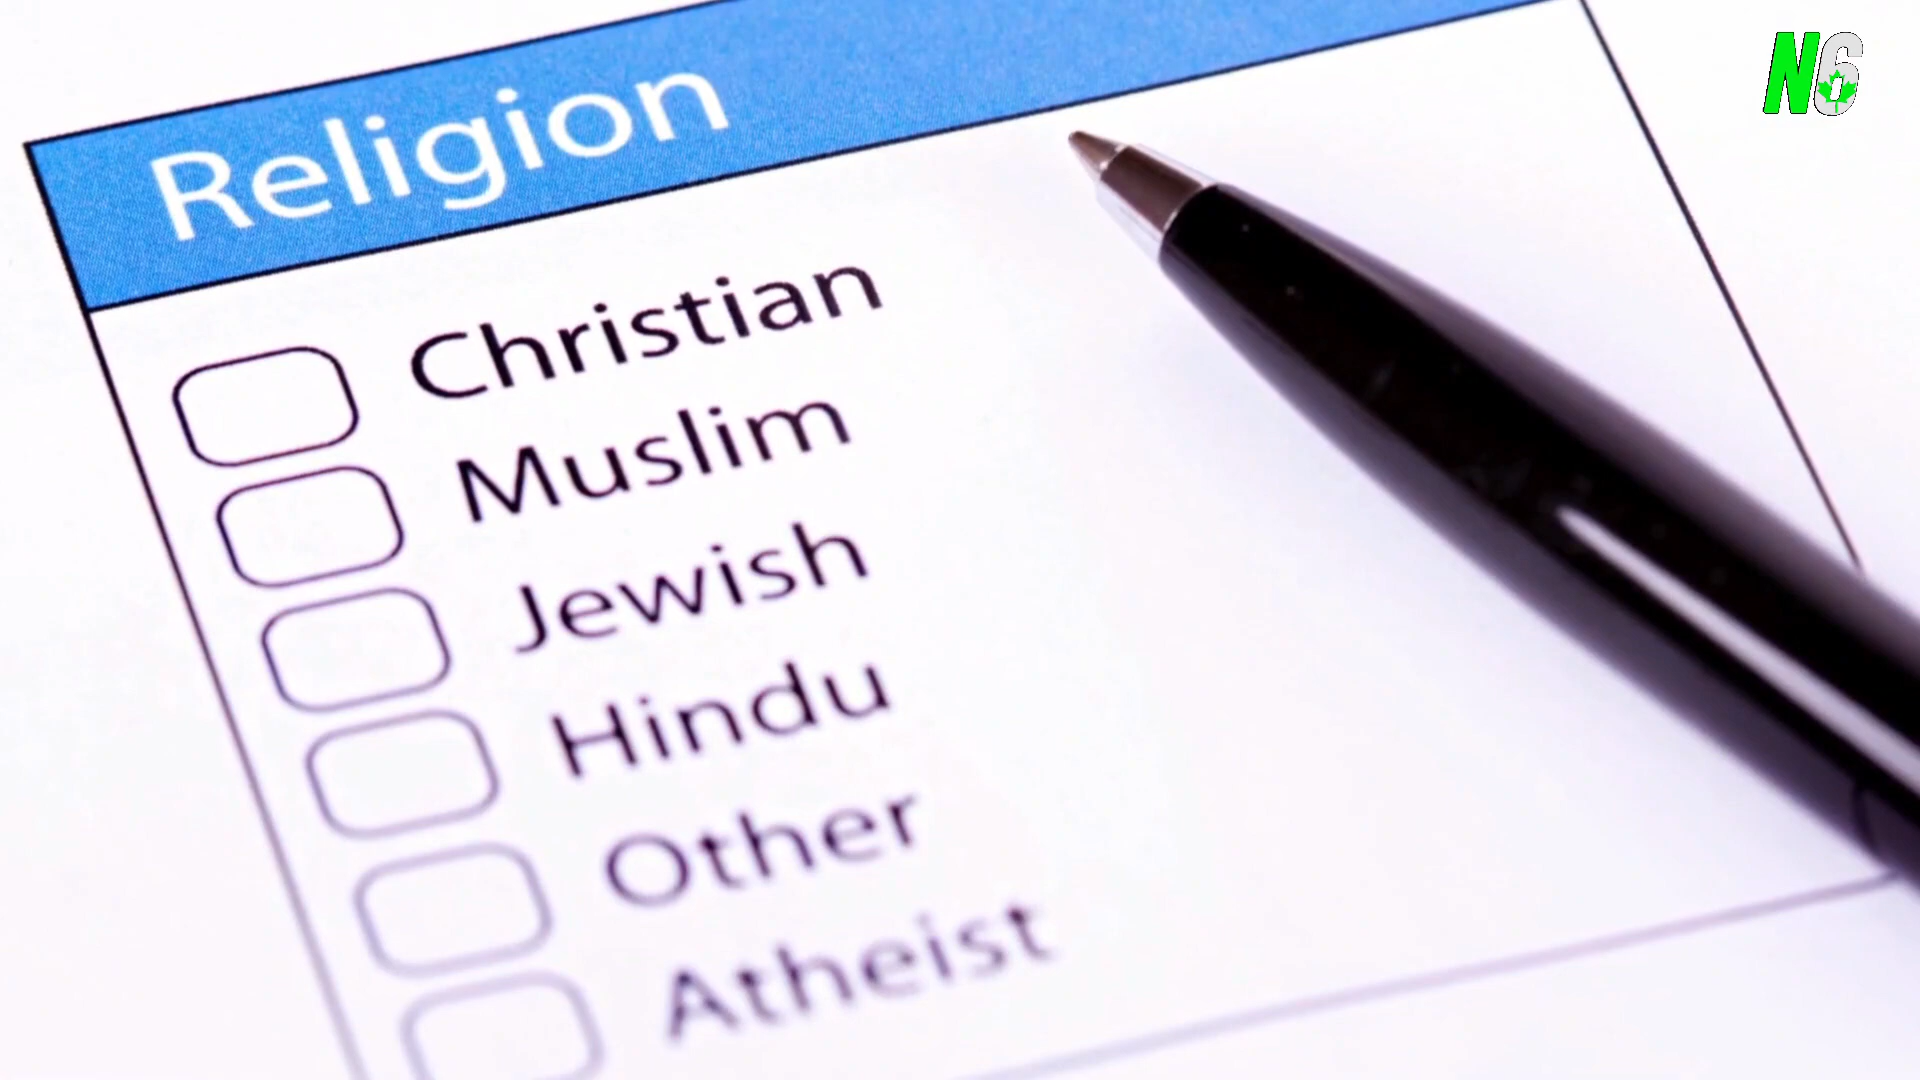 Religion
Christian
Muslim
Jewish
Hindu
Other
Atheist
N6